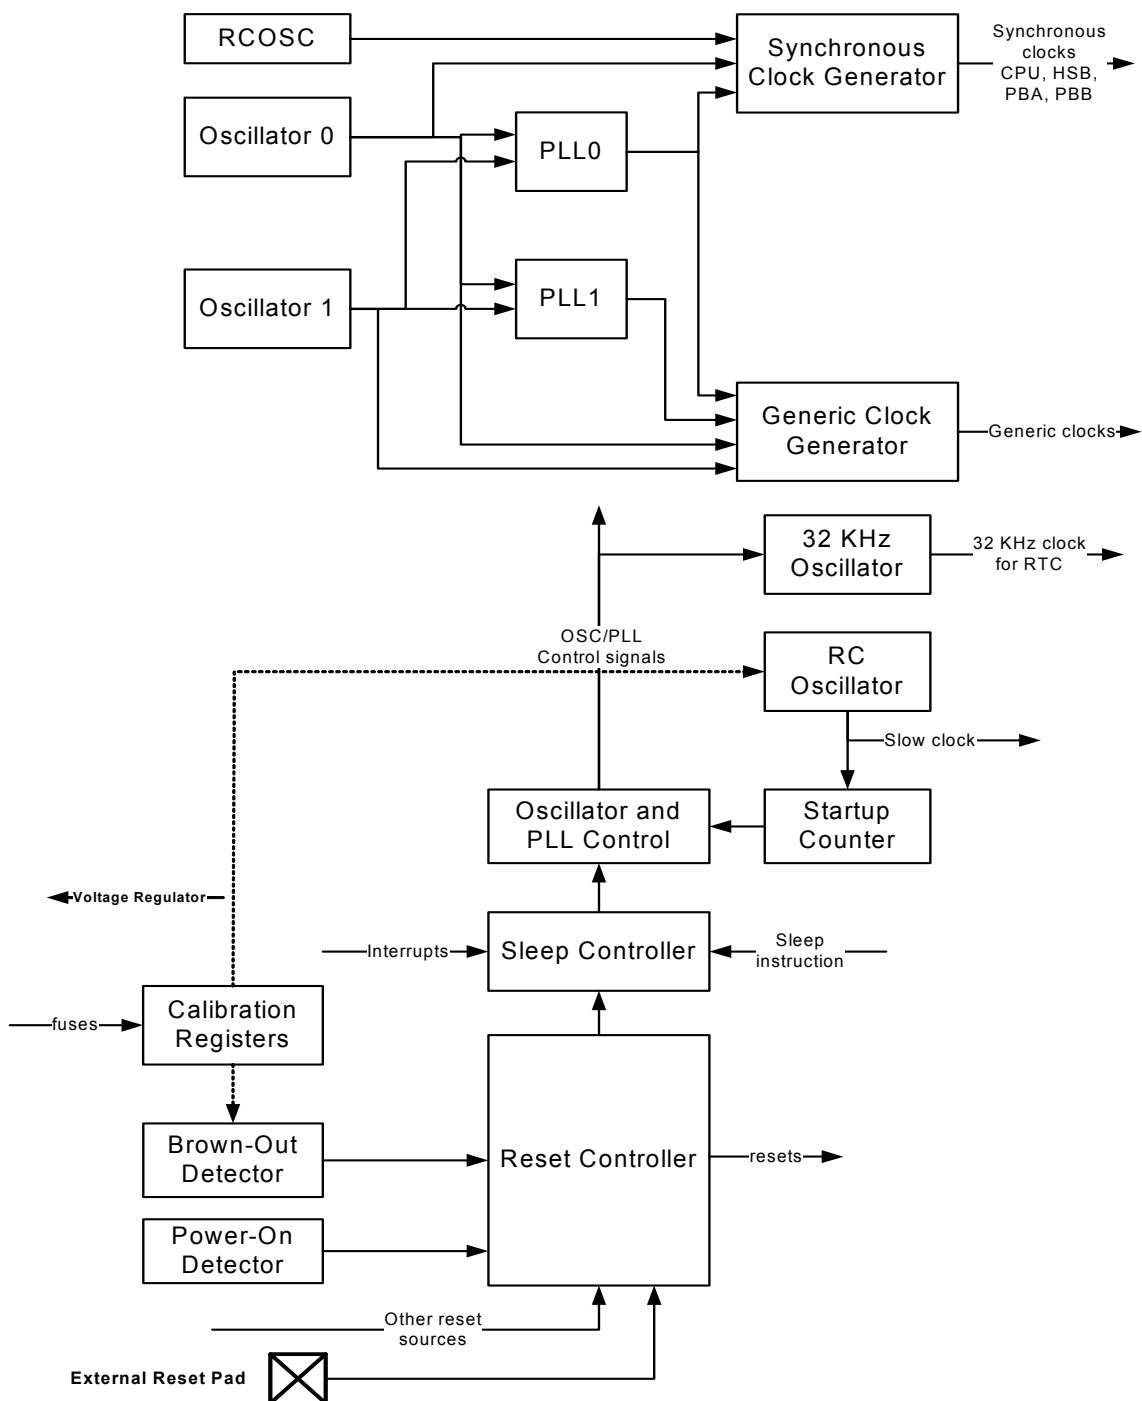 RCOSC
Synchronous
Clock Generator
Synchronous
clocks
CPU, HSB,
PBA, PBB
Oscillator 0
PLL0
Oscillator 1
PLL1
Generic Clock
Generator
Generic clocks
32 KHz
Oscillator
32 KHz clock
for RTC
OSC/PLL
Control signals
RC
Oscillator
Slow clock
Oscillator and
PLL Control
Startup
Counter
Voltage Regulator
Interrupts
Sleep Controller
Sleep
instruction
fuses
Calibration
Registers
Brown-Out
Detector
Reset Controller
resets
Power-On
Detector
Other reset
sources
External Reset Pad